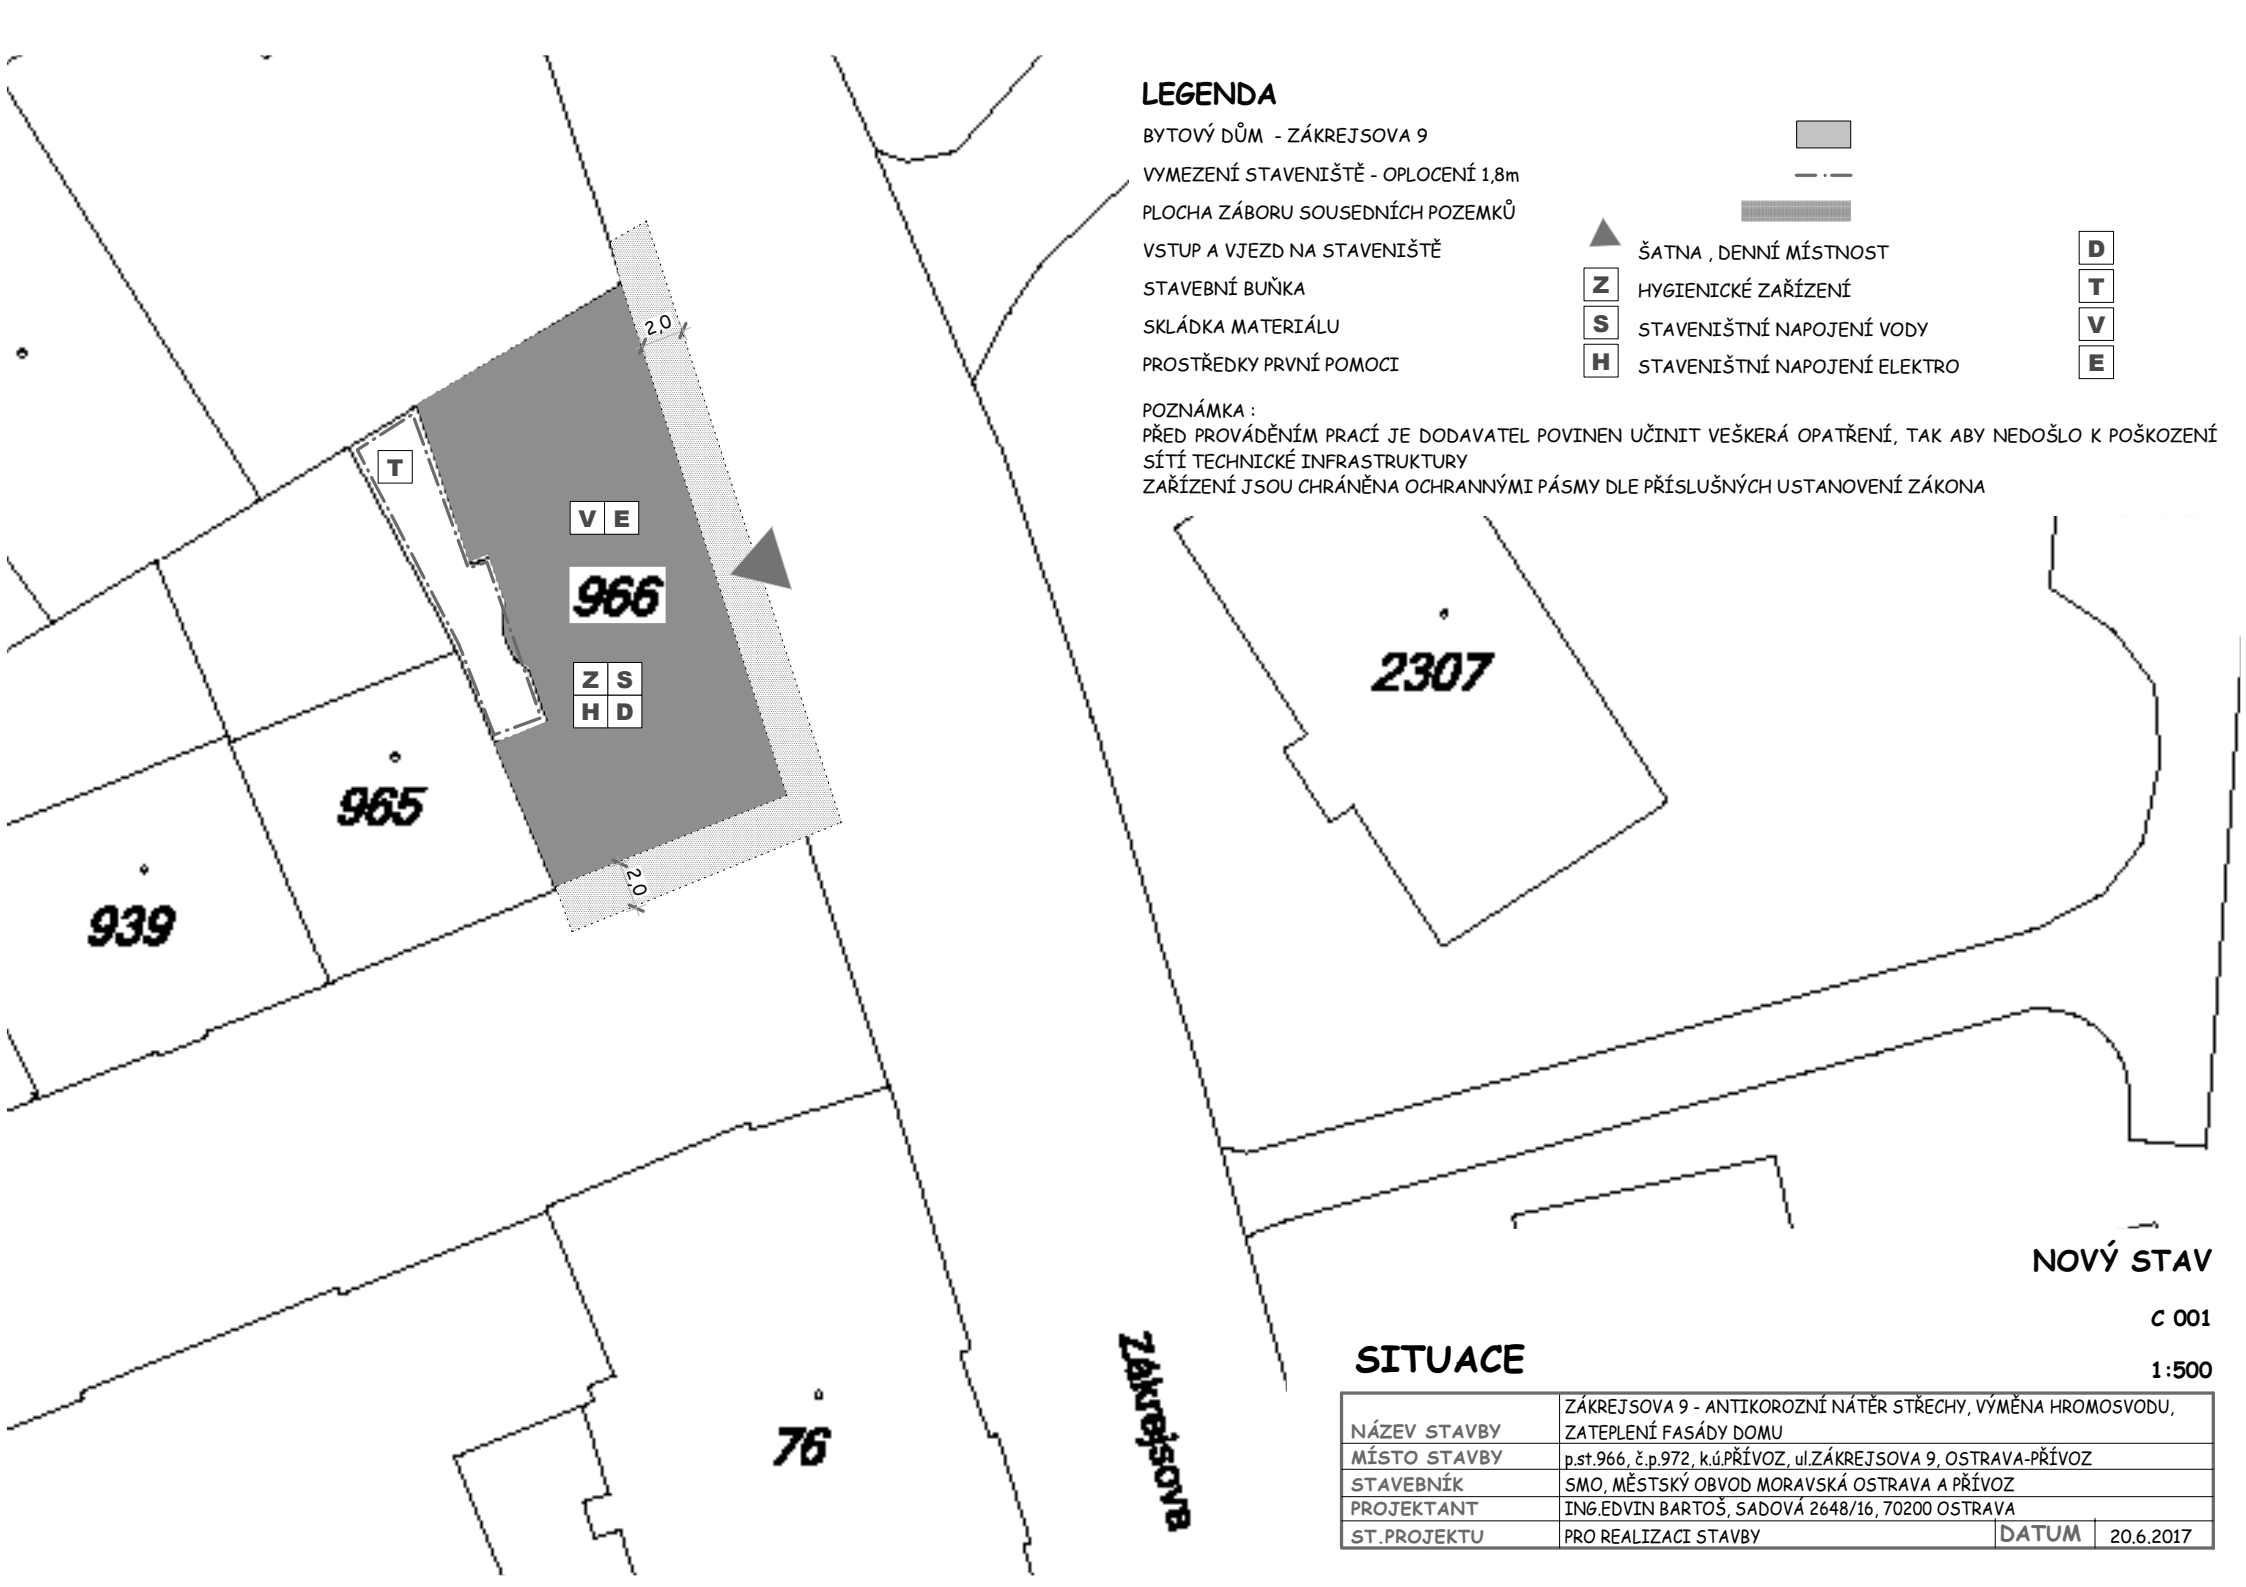 LEGENDA
BYTOVÝ DŮM - ZÁKREJSOVA 9
VYMEZENÍ STAVENIŠTĚ - OPLOCENÍ 1,8m
PLOCHA ZÁBORU SOUSEDNÍCH POZEMKŮ
VSTUP A VJEZD NA STAVENIŠTĚ
ŠATNA , DENNÍ MÍSTNOST D
STAVEBNÍ BUŇKA Z
HYGIENICKÉ ZAŘÍZENÍ T
SKLÁDKA MATERIÁLU S
STAVENIŠTNÍ NAPOJENÍ VODY V
PROSTŘEDKY PRVNÍ POMOCI H
STAVENIŠTNÍ NAPOJENÍ ELEKTRO E
POZNÁMKA :
PŘED PROVÁDĚNÍM PRACÍ JE DODAVATEL POVINEN UČINIT VEŠKERÁ OPATŘENÍ, TAK ABY NEDOŠLO K POŠKOZENÍ
SÍTÍ TECHNICKÉ INFRASTRUKTURY
ZAŘÍZENÍ JSOU CHRÁNĚNA OCHRANNÝMI PÁSMY DLE PŘÍSLUŠNÝCH USTANOVENÍ ZÁKONA
2,0
T
V E
966
Z S
H D
2307
965
2,0
939
76
Zákrejsova
NOVÝ STAV
C 001
SITUACE
1:500
NÁZEV STAVBY
ZÁKREJSOVA 9 - ANTIKOROZNÍ NÁTĚR STŘECHY, VÝMĚNA HROMOSVODU,
ZATEPLENÍ FASÁDY DOMU
MÍSTO STAVBY p.st.966, č.p.972, k.ú.PŘÍVOZ, ul.ZÁKREJSOVA 9, OSTRAVA-PŘÍVOZ
STAVEBNÍK SMO, MĚSTSKÝ OBVOD MORAVSKÁ OSTRAVA A PŘÍVOZ
PROJEKTANT ING.EDVIN BARTOŠ, SADOVÁ 2648/16, 70200 OSTRAVA
ST.PROJEKTU PRO REALIZACI STAVBY DATUM 20.6.2017